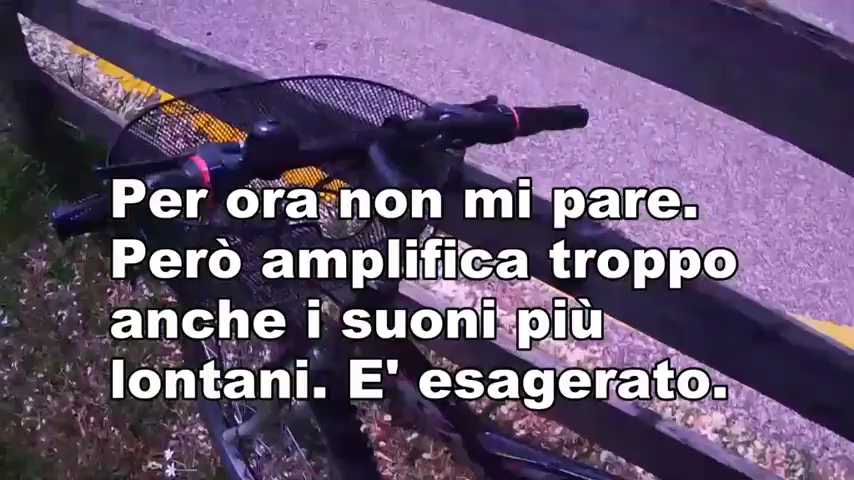 Per ora non mi pare.
Però amplifica troppo
anche i suoni più
lontani. E' esagerato.